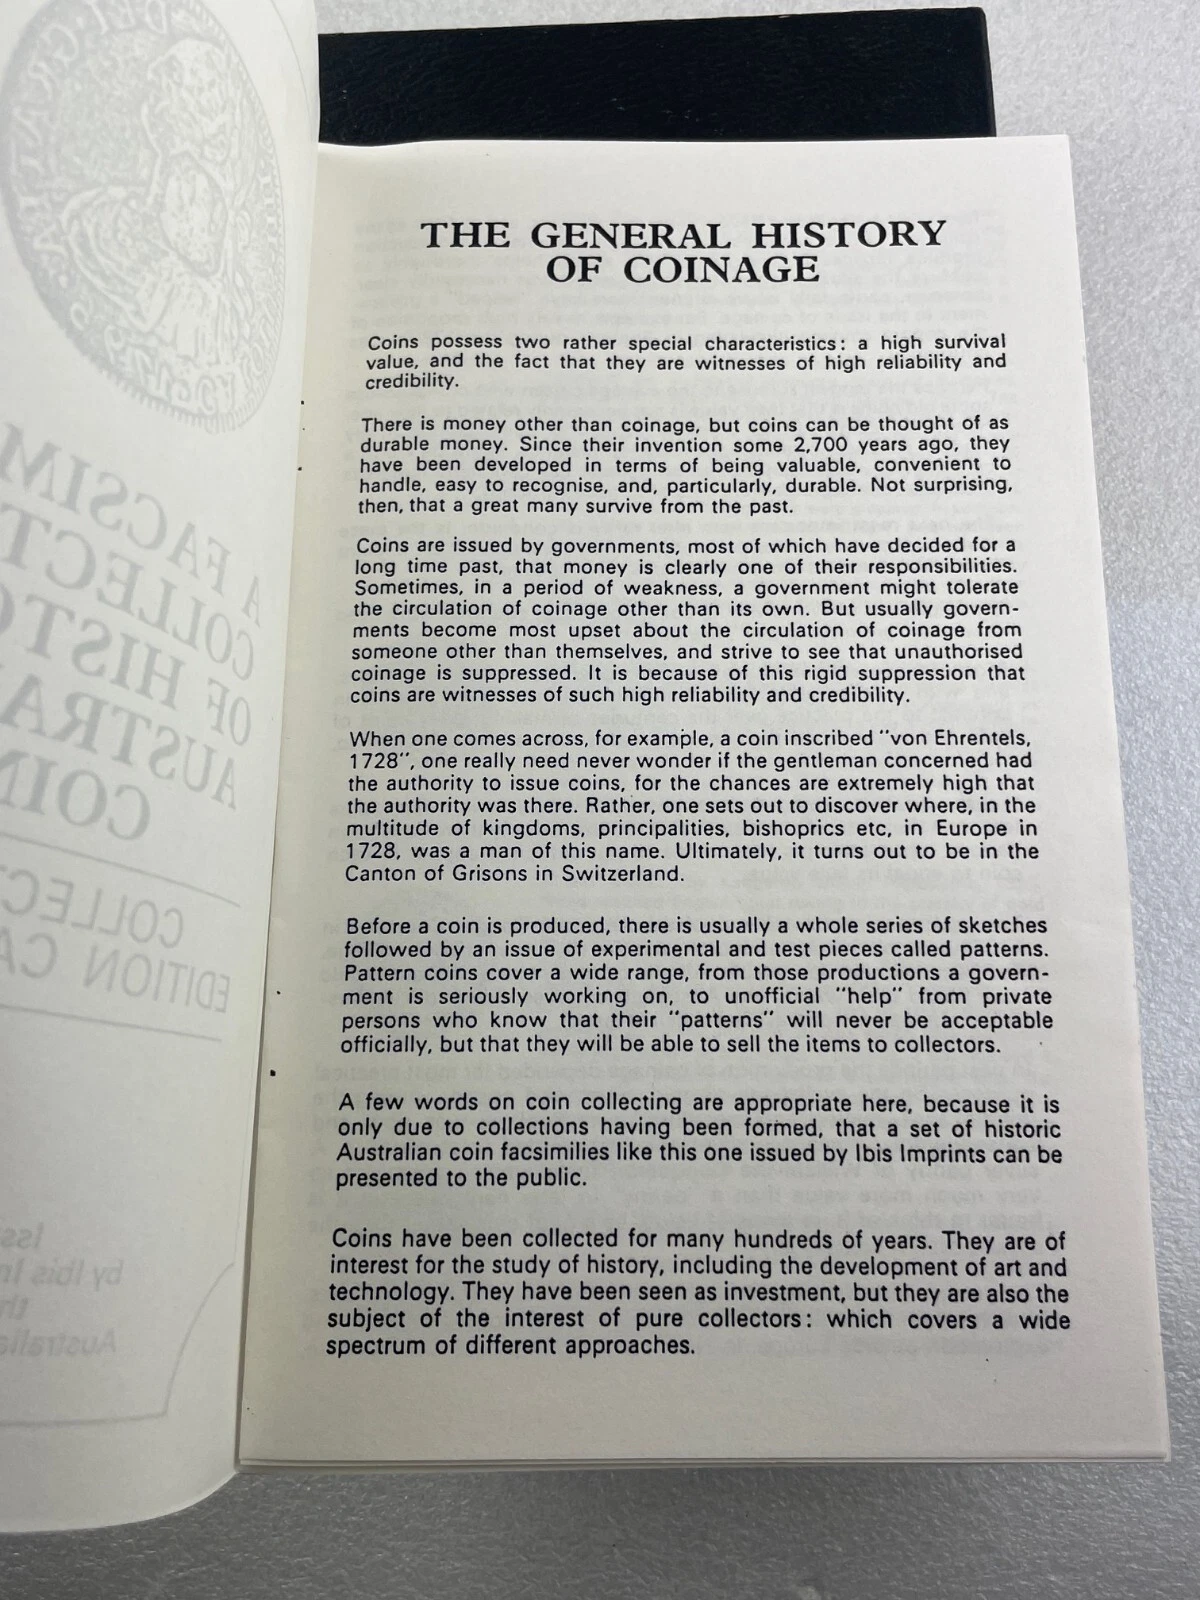 THE GENERAL HISTORY
OF COINAGE
Coins possess two rather special characteristics: a high survival
value, and the fact that they are witnesses of high reliability and
credibility.
There is money other than coinage, but coins can be thought of as
durable money. Since their invention some 2,700 years ago, they
have been developed in terms of being valuable, convenient to
handle, easy to recognise, and, particularly, durable. Not surprising,
then, that a great many survive from the past.
Coins are issued by governments, most of which have decided for a
long time past, that money is clearly one of their responsibilities.
Sometimes, in a period of weakness, a government might tolerate
the circulation of coinage other than its own. But usually govern-
ments become most upset about the circulation of coinage from
someone other than themselves, and strive to see that unauthorised
coinage is suppressed. It is because of this rigid suppression that
coins are witnesses of such high reliability and credibility.
When one comes across, for example, a coin inscribed "von Ehrentels,
1728", one really need never wonder if the gentleman concerned had
the authority to issue coins, for the chances are extremely high that
the authority was there. Rather, one sets out to discover where, in the
multitude of kingdoms, principalities, bishoprics etc, in Europe in
1728, was a man of this name. Ultimately, it turns out to be in the
Canton of Grisons in Switzerland.
Before a coin is produced, there is usually a whole series of sketches
followed by an issue of experimental and test pieces called patterns.
Pattern coins cover a wide range, from those productions a govern-
ment is seriously working on, to unofficial "help" from private
persons who know that their "patterns" will never be acceptable
officially, but that they will be able to sell the items to collectors.
A few words on coin collecting are appropriate here, because it is
only due to collections having been formed, that a set of historic
Australian coin facsimilies like this one issued by Ibis Imprints can be
presented to the public.
Coins have been collected for many hundreds of years. They are of
interest for the study of history, including the development of art and
technology. They have been seen as investment, but they are also the
subject of the interest of pure collectors: which covers a wide
spectrum of different approaches.